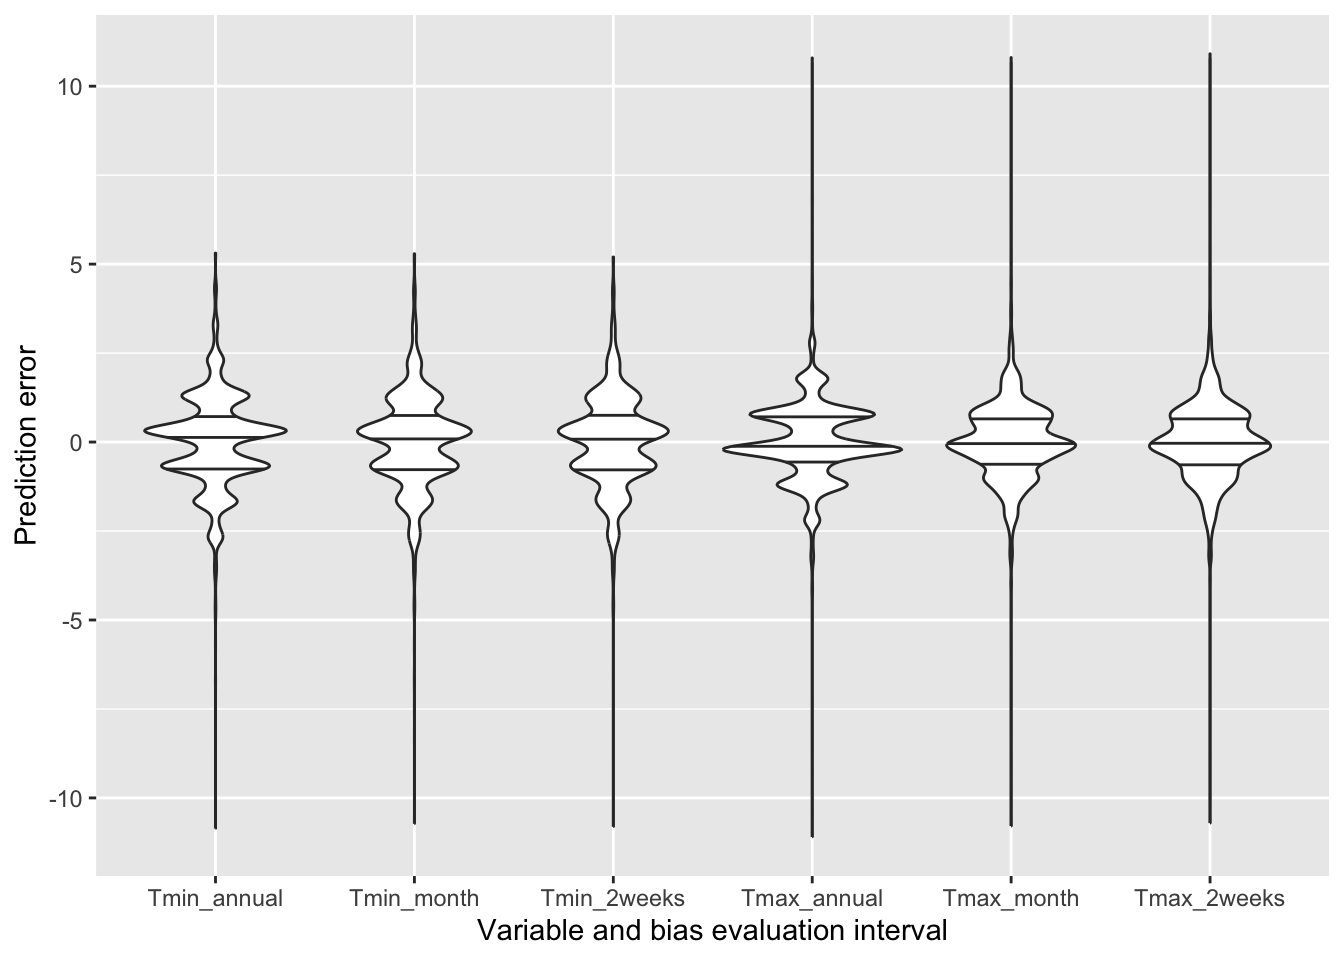 10
5
0
-5
-10
Prediction error
Tmin_annual Tmin_month Tmin_2weeks Tmax_annual Tmax_month Tmax_2weeks
Variable and bias evaluation interval